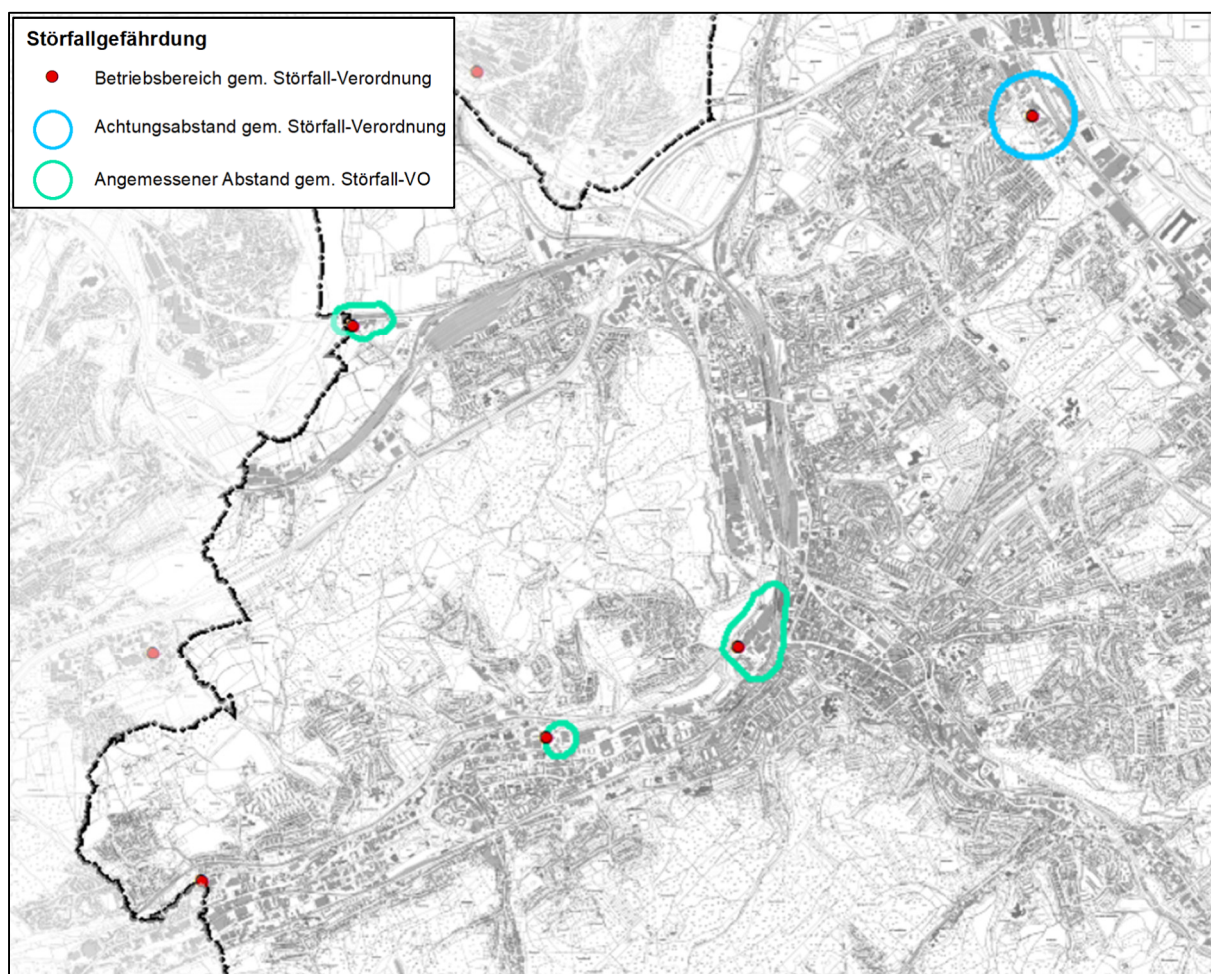 Störfallgefährdung
Betriebsbereich gem. Störfall-Verordnung
Achtungsabstand gem. Störfall-Verordnung
Angemessener Abstand gem. Störfall-VO